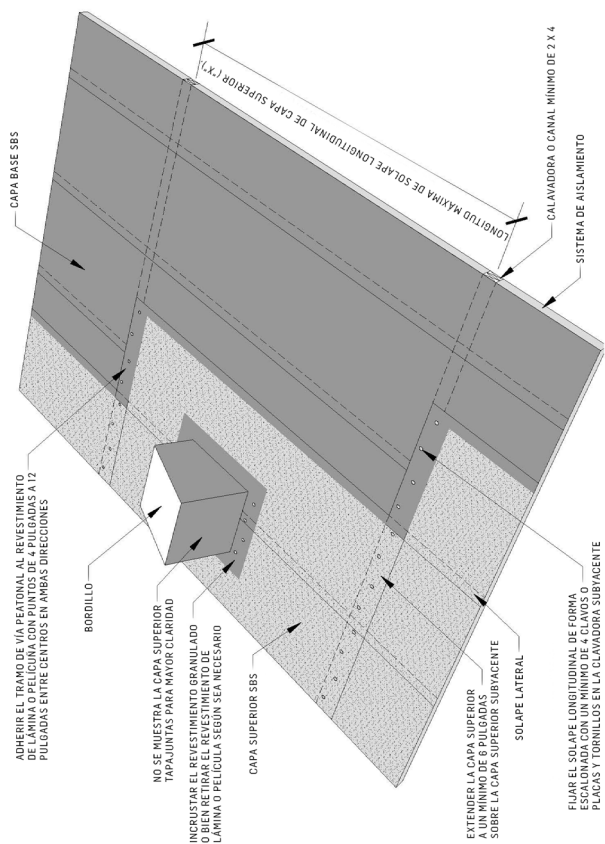 CAPA BASE SBS
ADHERIR EL TRAMO DE VÍA PEATONAL AL REVESTIMIENTO
DE LÁMINA O PELÍCUÑA CON PUNTOS DE 4 PULGADAS A 12
PULGADAS ENTRE CENTROS EN AMBAS DIRECCIONES
BORDILLO
NO SE MUESTRA LA CAPA SUPERIOR
TAPAJUNTAS PARA MAYOR CLARIDAD
INCRUSTAR EL REVESTIMIENTO GRANULADO
O BIEN RETIRAR EL REVESTIMIENTO DE
LÁMINA O PELÍCULA SEGÚN SEA NECESARIO
CAPA SUPERIOR SBS
EXTENDER LA CAPA SUPERIOR
A UN MÍNIMO DE 6 PULGADAS
SOBRE LA CAPA SUPERIOR SUBYACENTE
SOLAPE LATERAL
FIJAR EL SOLAPE LONGITUDINAL DE FORMA
ESCALONADA CON UN MÍNIMO DE 4 CLAVOS O
PLACAS Y TORNILLOS EN LA CLAVADORA SUBYACENTE
LONGITUD MÁXIMA DE SOLAPE LONGITUDINAL DE CAPA SUPERIOR ("X").
CALAVADORA O CANAL MÍNIMO DE 2 X 4
SISTEMA DE AISLAMIENTO